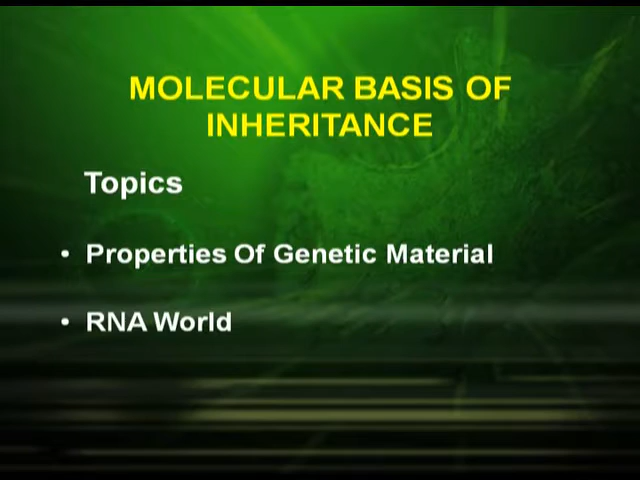 MOLECULAR BASIS OF
INHERITANCE
Topics
• Properties Of Genetic Material
• RNA World